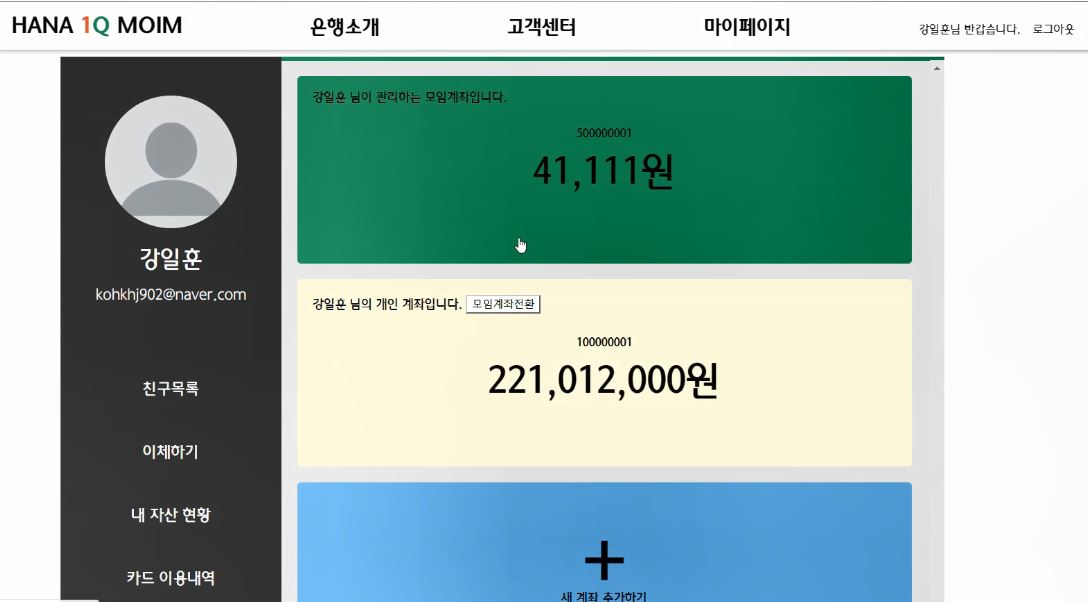 HANA 1Q MOIM
은행소개
고객센터
마이페이지
강일훈님 반갑습니다. 로그아웃
강일훈
kohkhj902@naver.com
친구목록
이체하기
내 자산 현황
카드 이용내역
강일훈 님이 관리하는 모임계좌입니다.
500000001
41,111원
강일훈 님의 개인 계좌입니다. 모임계좌전환
100000001
221,012,000원
새 계좌 추가하기